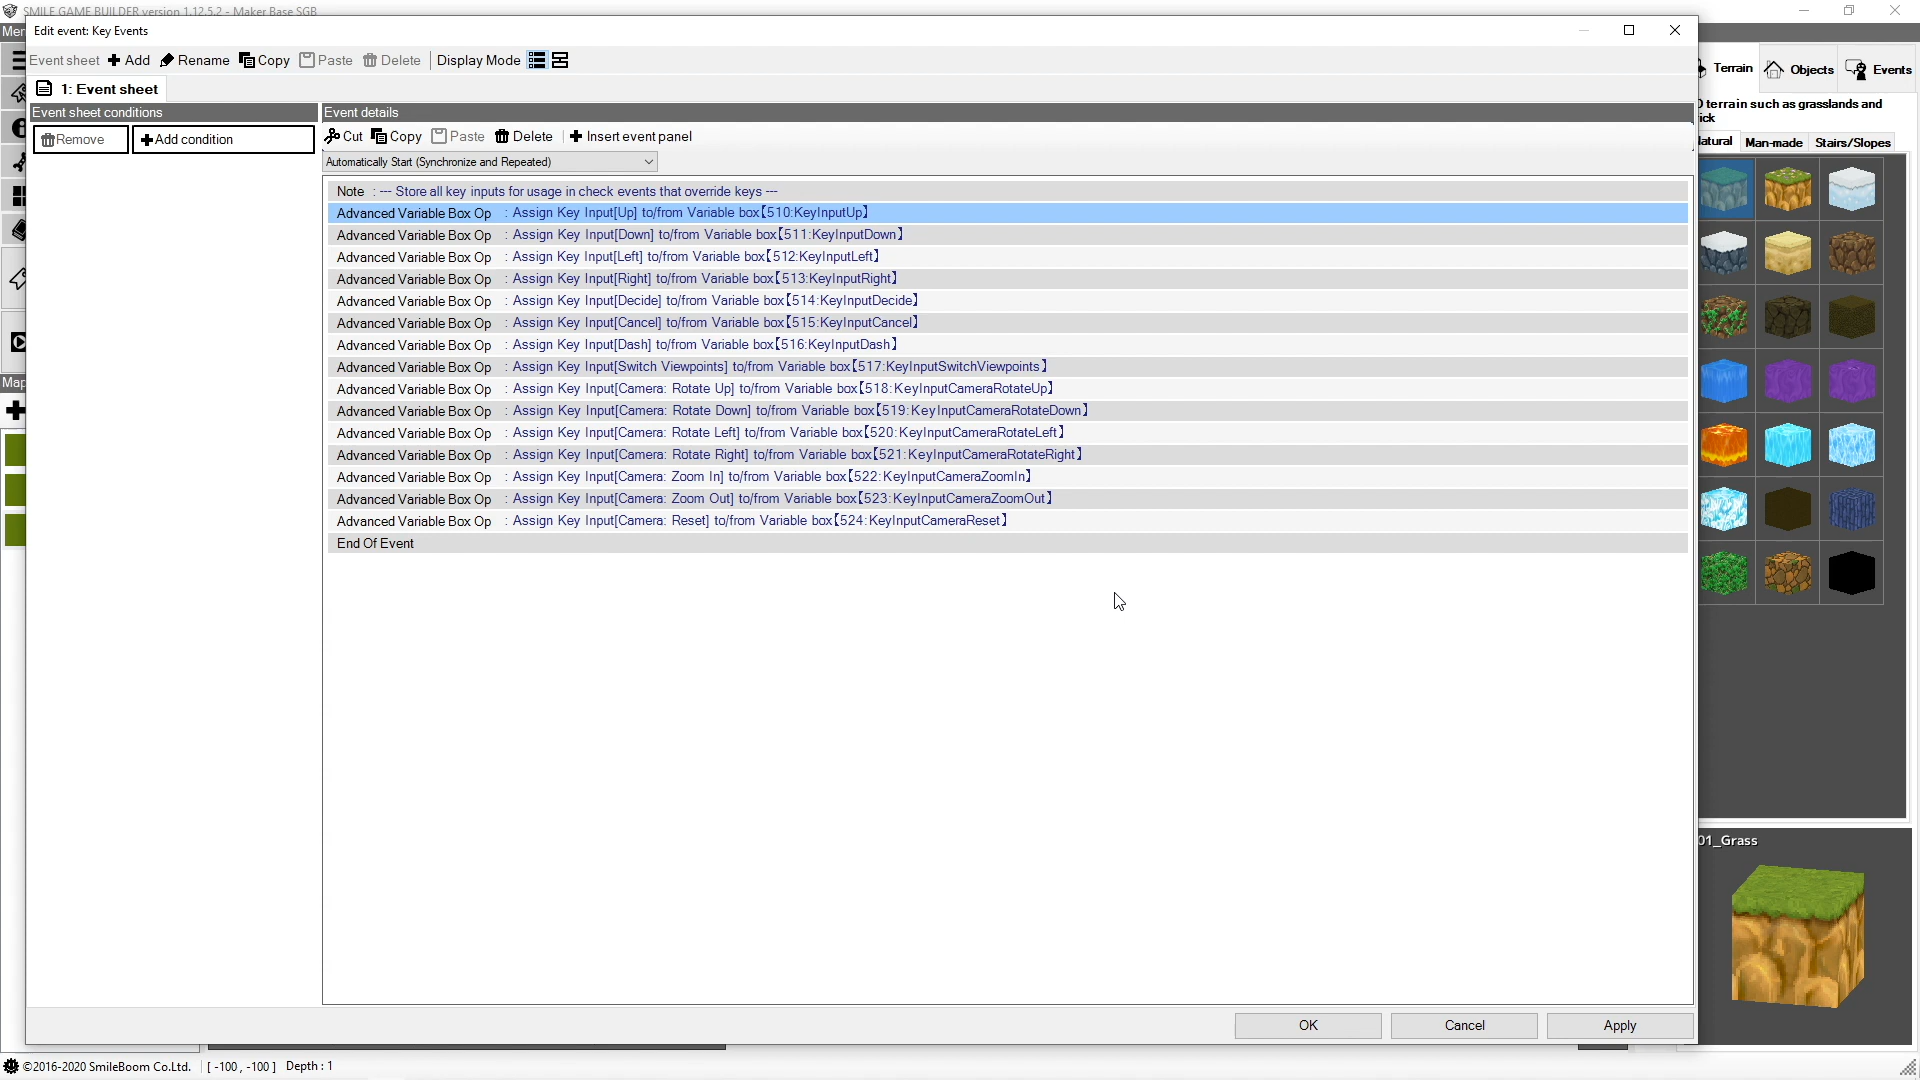 SMILE GAME BUILDER version 1.12.5.2 - Maker Base SGB
Edit event: Key Events
Event sheet Add Rename Copy Paste Delete Display Mode
1: Event sheet
Event sheet conditions
Remove Add condition
Event details
Cut Copy Paste Delete Insert event panel
Automatically Start (Synchronize and Repeated)
Note : --- Store all key inputs for usage in check events that override keys ---
Advanced Variable Box Op : Assign Key Input[Up] to/from Variable box【510:KeyInputUp】
Advanced Variable Box Op : Assign Key Input[Down] to/from Variable box【511:KeyInputDown】
Advanced Variable Box Op : Assign Key Input[Left] to/from Variable box【512:KeyInputLeft】
Advanced Variable Box Op : Assign Key Input[Right] to/from Variable box【513:KeyInputRight】
Advanced Variable Box Op : Assign Key Input[Decide] to/from Variable box【514:KeyInputDecide】
Advanced Variable Box Op : Assign Key Input[Cancel] to/from Variable box【515:KeyInputCancel】
Advanced Variable Box Op : Assign Key Input[Dash] to/from Variable box【516:KeyInputDash】
Advanced Variable Box Op : Assign Key Input[Switch Viewpoints] to/from Variable box【517:KeyInputSwitchViewpoints】
Advanced Variable Box Op : Assign Key Input[Camera: Rotate Up] to/from Variable box【518:KeyInputCameraRotateUp】
Advanced Variable Box Op : Assign Key Input[Camera: Rotate Down] to/from Variable box【519:KeyInputCameraRotateDown】
Advanced Variable Box Op : Assign Key Input[Camera: Rotate Left] to/from Variable box【520:KeyInputCameraRotateLeft】
Advanced Variable Box Op : Assign Key Input[Camera: Rotate Right] to/from Variable box【521:KeyInputCameraRotateRight】
Advanced Variable Box Op : Assign Key Input[Camera: Zoom In] to/from Variable box【522:KeyInputCameraZoomIn】
Advanced Variable Box Op : Assign Key Input[Camera: Zoom Out] to/from Variable box【523:KeyInputCameraZoomOut】
Advanced Variable Box Op : Assign Key Input[Camera: Reset] to/from Variable box【524:KeyInputCameraReset】
End Of Event
OK Cancel Apply
Terrain Objects Events
terrain such as grasslands and
Man-made Stairs/Slopes
01_Grass
Map
©2016-2020 SmileBoom Co.Ltd. [ -100 , -100 ] Depth : 1